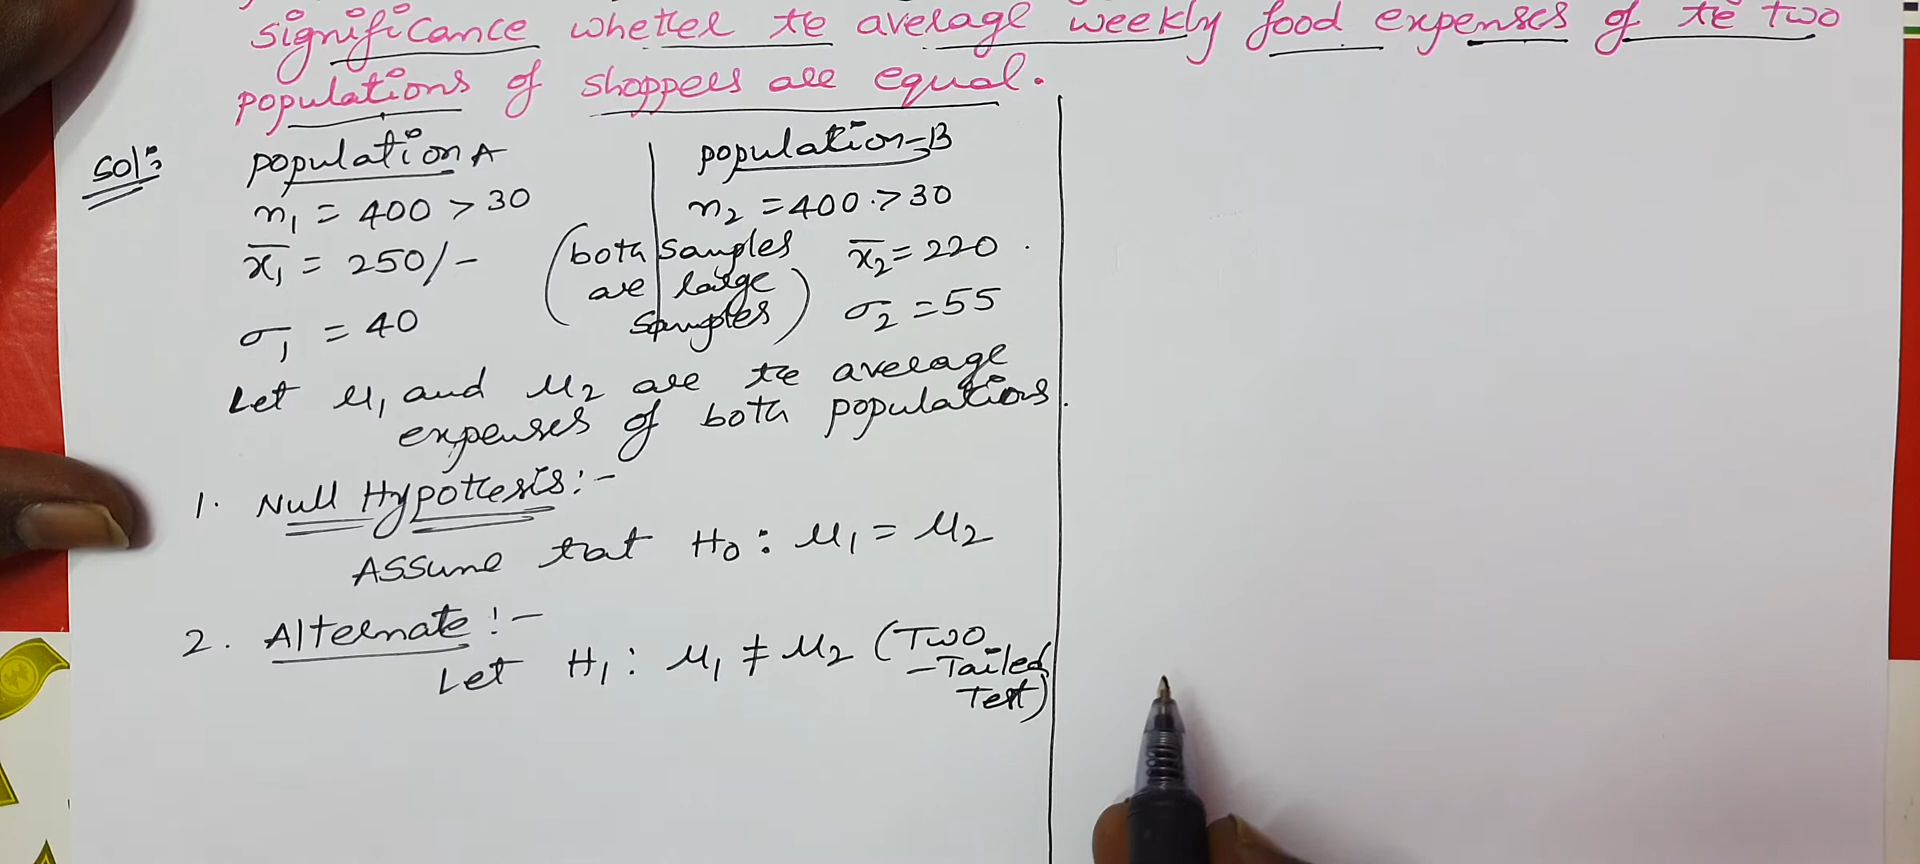 significance whether the average weekly food expenses of the two
populations of shoppers are equal.
Sol:
population A
n₁ = 400 > 30
x̄₁ = 250/-
σ₁ = 40
population-B
n₂ = 400 > 30
x̄₂ = 220
σ₂ = 55
(both samples
are large
samples)
Let μ₁ and μ₂ are the average
expenses of both populations.
1. Null Hypothesis:-
Assume that H₀ : μ₁ = μ₂
2. Alternate :-
Let H₁ : μ₁ ≠ μ₂ (Two
-Tailed
Test)